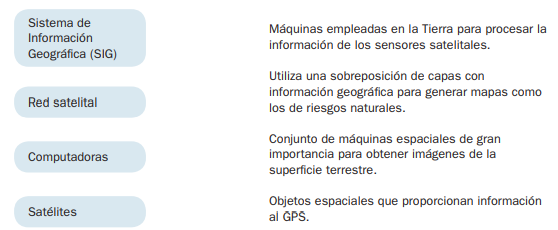 Sistema de
Información
Geográfica (SIG)
Máquinas empleadas en la Tierra para procesar la
información de los sensores satelitales.
Red satelital
Utiliza una sobreposición de capas con
información geográfica para generar mapas como
los de riesgos naturales.
Computadoras
Conjunto de máquinas espaciales de gran
importancia para obtener imágenes de la
superficie terrestre.
Satélites
Objetos espaciales que proporcionan información
al GPS.